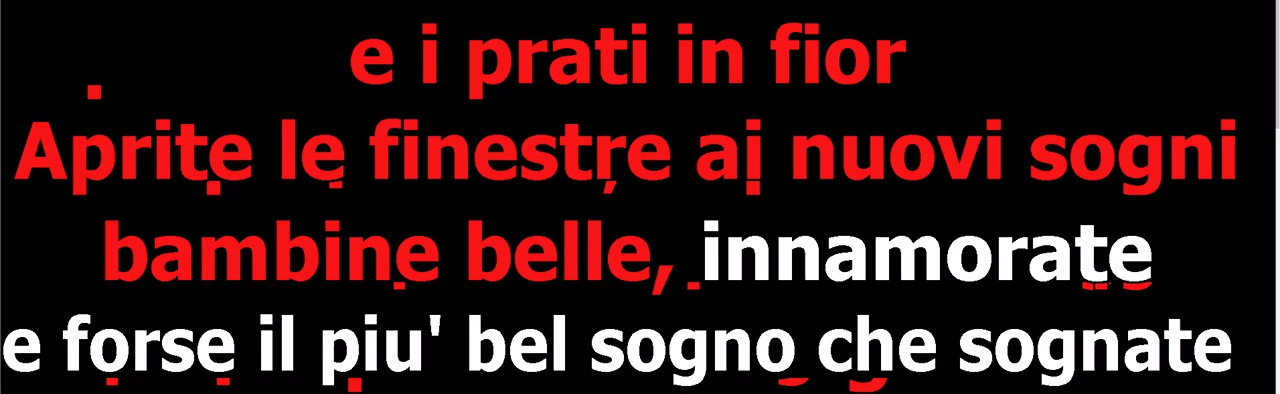 e i prati in fior
Aprite le finestre ai nuovi sogni
bambine belle, innamorate
e forse il piu' bel sogno che sognate